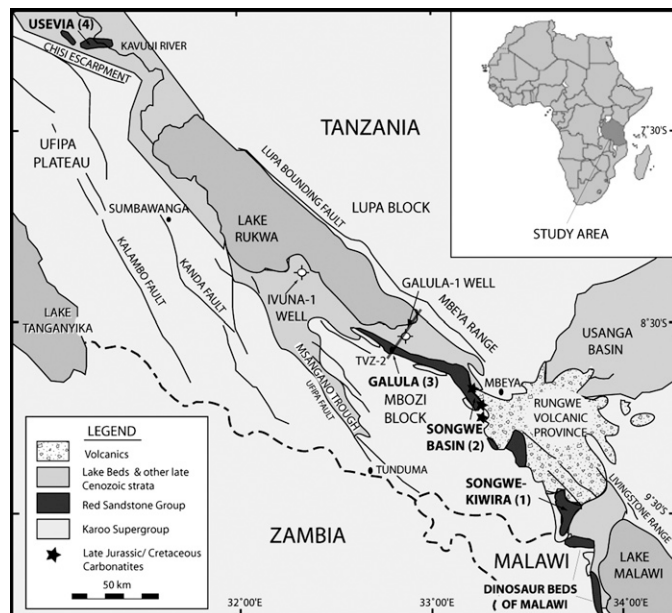 USEVIA (4)
KAVUUI RIVER
CHISI ESCARPMENT
TANZANIA
7°30'S
STUDY AREA
UFIPA
PLATEAU
SUMBAWANGA
LUPA BOUNDING FAULT
LUPA BLOCK
LAKE
RUKWA
KALAMBO FAULT
KANDA FAULT
IVUNA-1
WELL
GALULA-1 WELL
MBEYA RANGE
8°30'S
LAKE
TANGANYIKA
USANGA
BASIN
MSANGANO TROUGH
UFIPA FAULT
TVZ-2
GALULA (3)
MBOZI
BLOCK
MBEYA
RUNGWE
VOLCANIC
PROVINCE
SONGWE
BASIN (2)
TUNDUMA
SONGWE-
KIWIRA (1)
LIVINGSTONE RANGE
9°30'S
ZAMBIA
MALAWI
LAKE
MALAWI
DINOSAUR BEDS
( OF MALAWI
LEGEND
Volcanics
Lake Beds & other late
Cenozoic strata
Red Sandstone Group
Karoo Supergroup
Late Jurassic/ Cretaceous
Carbonatites
50 km
32°00'E
33°00'E
34°00'E